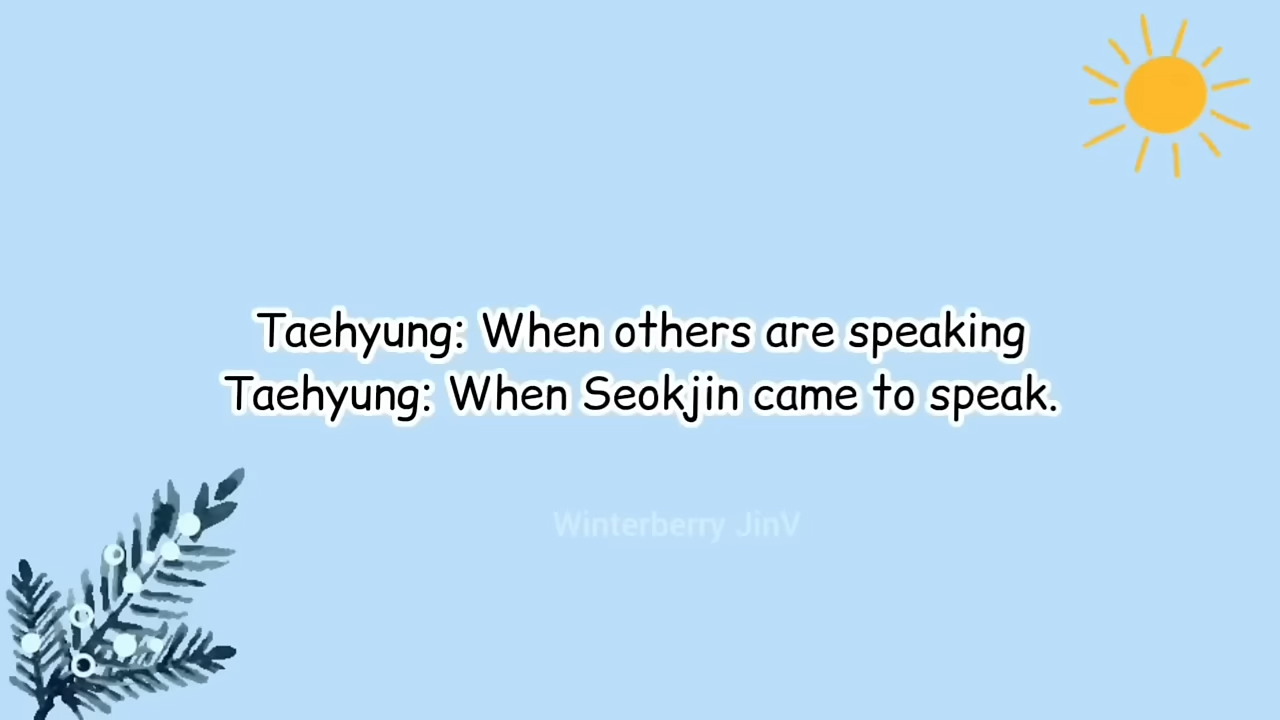 Taehyung: When others are speaking
Taehyung: When Seokjin came to speak.
Winterberry JinV